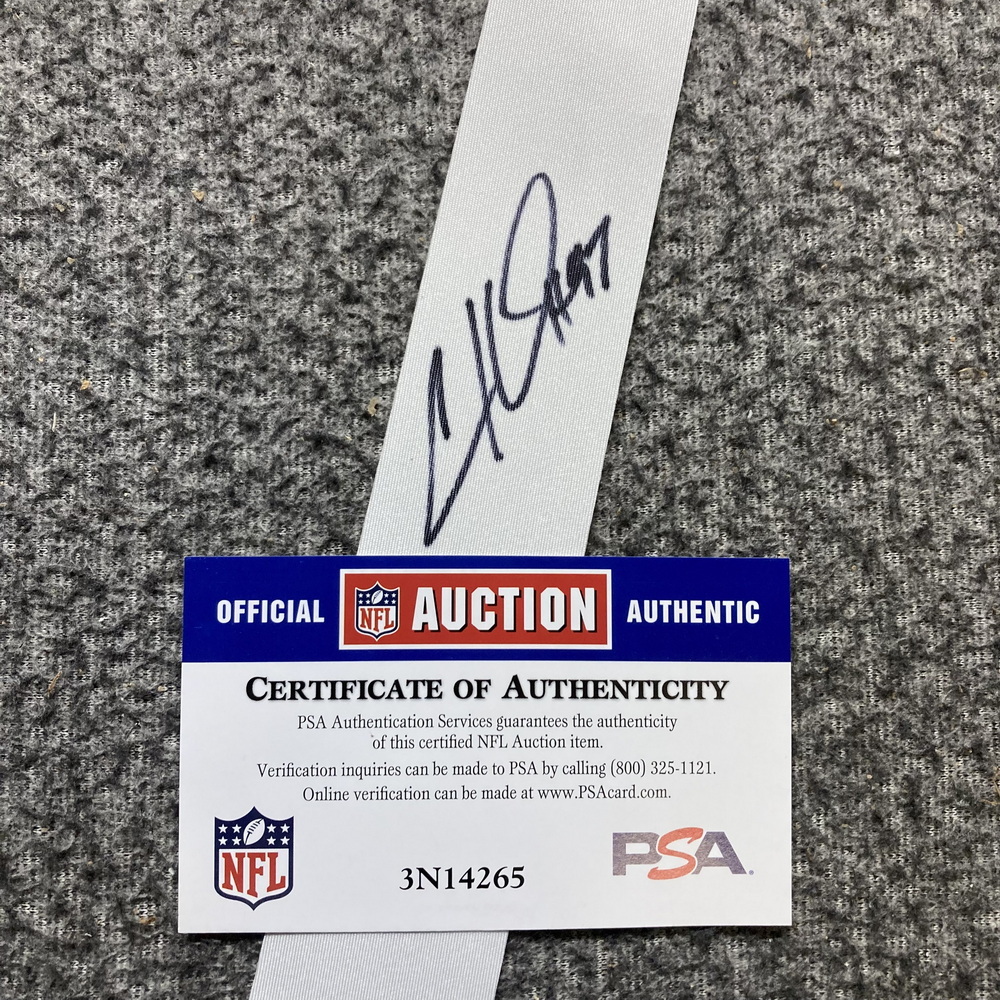 OFFICIAL NFL AUCTION AUTHENTIC
CERTIFICATE OF AUTHENTICITY
PSA Authentication Services guarantees the authenticity
of this certified NFL Auction item.
Verification inquiries can be made to PSA by calling (800) 325-1121.
Online verification can be made at www.PSAcard.com.
NFL
3N14265
PSA.